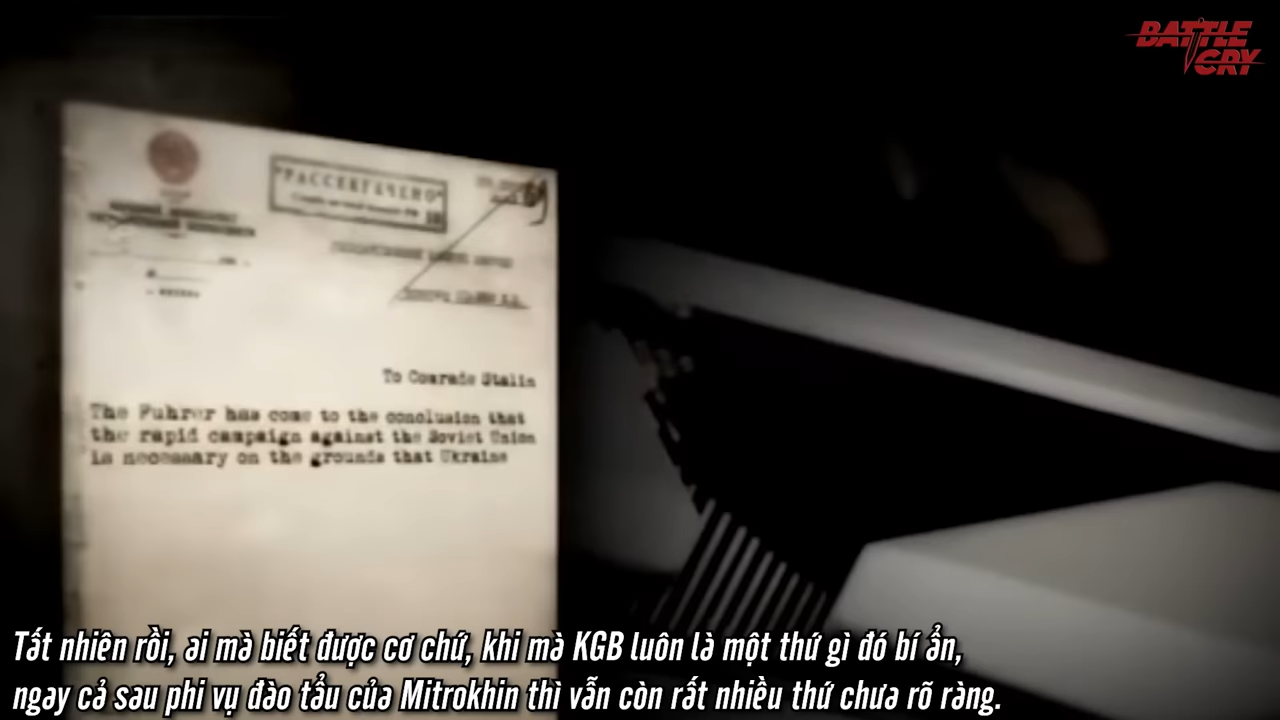 BATTLE
CRY
"РАССЕКРЕЧЕНО"
To Comrade Stalin
The Fuhrer has come to the conclusion that
the rapid campaign against the Soviet Union
is necessary on the grounds that Ukraine
Tất nhiên rồi, ai mà biết được cơ chứ, khi mà KGB luôn là một thứ gì đó bí ẩn,
ngay cả sau phi vụ đào tẩu của Mitrokhin thì vẫn còn rất nhiều thứ chưa rõ ràng.